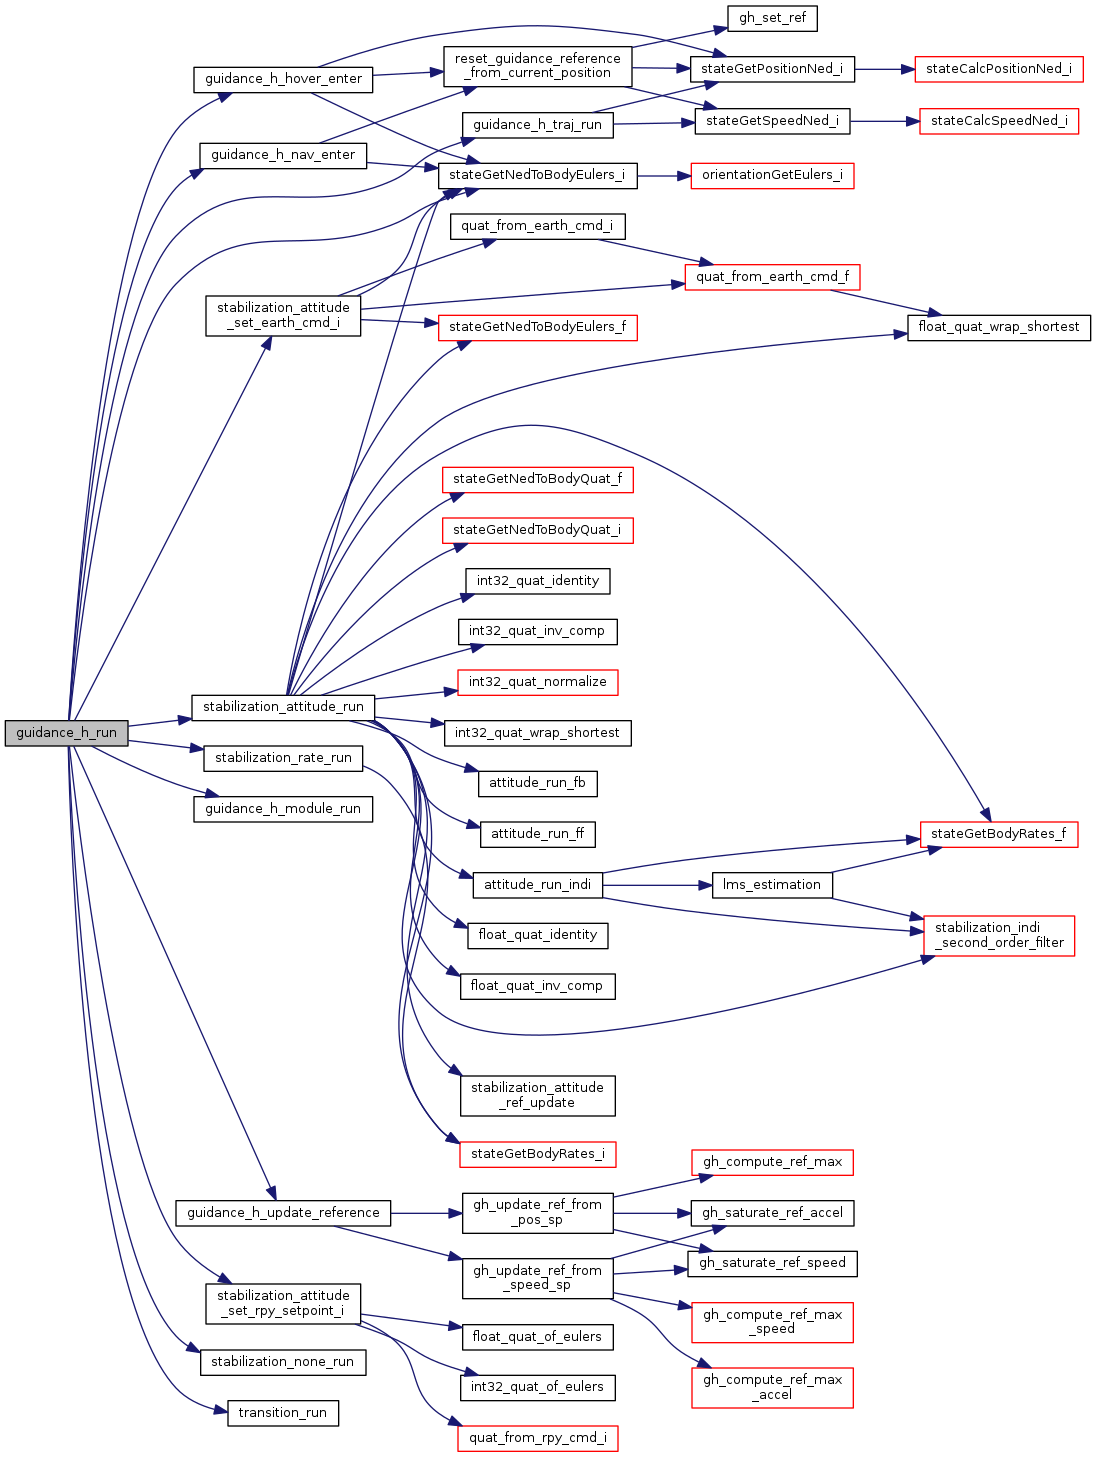 gh_set_ref
guidance_h_hover_enter
reset_guidance_reference
_from_current_position
stateGetPositionNed_i
stateCalcPositionNed_i
guidance_h_traj_run
stateGetSpeedNed_i
stateCalcSpeedNed_i
guidance_h_nav_enter
stateGetNedToBodyEulers_i
orientationGetEulers_i
quat_from_earth_cmd_i
quat_from_earth_cmd_f
stabilization_attitude
_set_earth_cmd_i
stateGetNedToBodyEulers_f
float_quat_wrap_shortest
stateGetNedToBodyQuat_f
stateGetNedToBodyQuat_i
int32_quat_identity
int32_quat_inv_comp
int32_quat_normalize
stabilization_attitude_run
guidance_h_run
int32_quat_wrap_shortest
stabilization_rate_run
attitude_run_fb
guidance_h_module_run
attitude_run_ff
stateGetBodyRates_f
attitude_run_indi
lms_estimation
float_quat_identity
stabilization_indi
_second_order_filter
float_quat_inv_comp
stabilization_attitude
_ref_update
stateGetBodyRates_i
gh_compute_ref_max
guidance_h_update_reference
gh_update_ref_from
_pos_sp
gh_saturate_ref_accel
gh_saturate_ref_speed
gh_update_ref_from
_speed_sp
stabilization_attitude
_set_rpy_setpoint_i
gh_compute_ref_max
_speed
float_quat_of_eulers
stabilization_none_run
int32_quat_of_eulers
gh_compute_ref_max
_accel
transition_run
quat_from_rpy_cmd_i